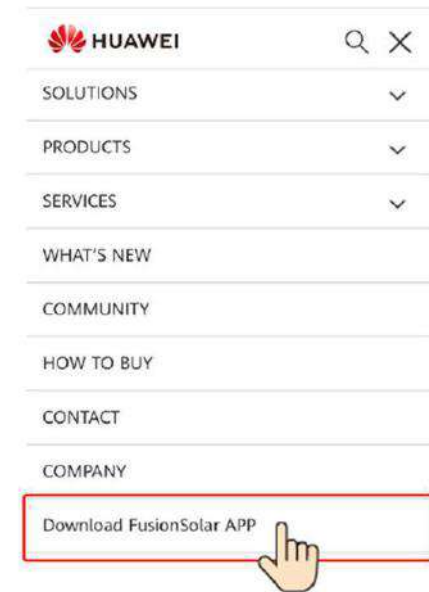 HUAWEI
SOLUTIONS
PRODUCTS
SERVICES
WHAT'S NEW
COMMUNITY
HOW TO BUY
CONTACT
COMPANY
Download FusionSolar APP